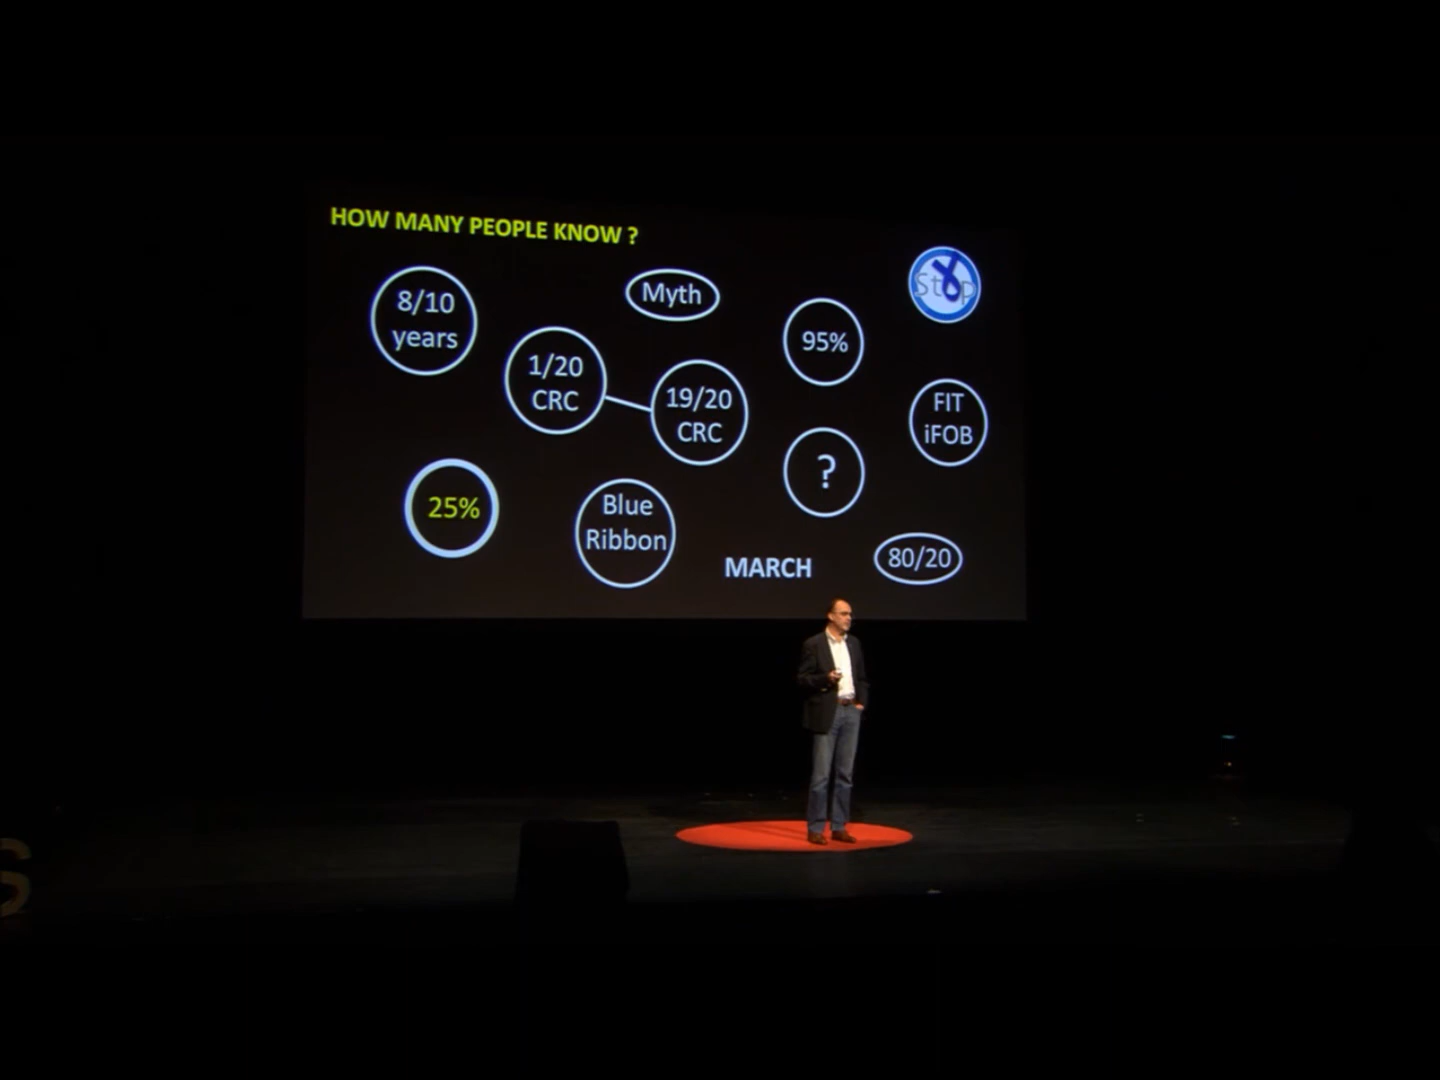 HOW MANY PEOPLE KNOW ?
8/10
years
Myth
95%
Stop
1/20
CRC
19/20
CRC
FIT
iFOB
?
25%
Blue
Ribbon
MARCH
80/20
S